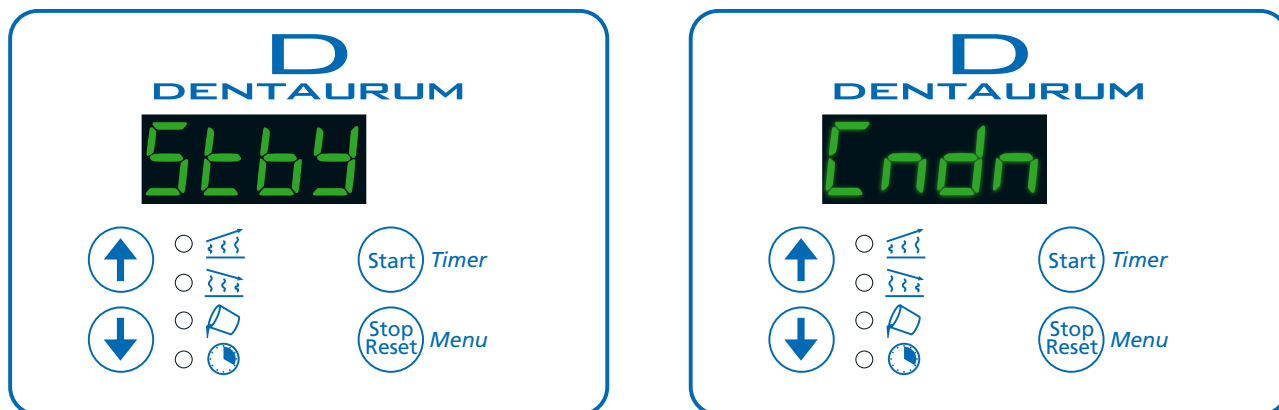 D
DENTAURUM
Stby
Start Timer
Stop Reset Menu
D
DENTAURUM
Cndn
Start Timer
Stop Reset Menu